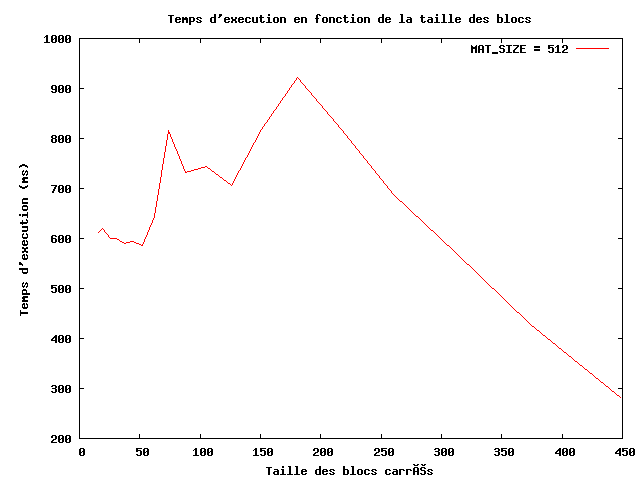 Temps d'execution en fonction de la taille des blocs
MAT_SIZE = 512
Temps d'execution (ms)
1000
900
800
700
600
500
400
300
200
0 50 100 150 200 250 300 350 400 450
Taille des blocs carrÃŠs